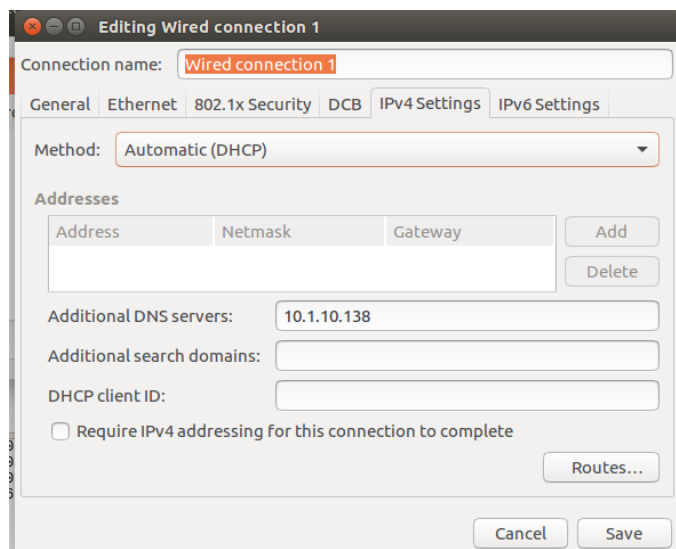 Editing Wired connection 1
Connection name: Wired connection 1
General Ethernet 802.1x Security DCB IPv4 Settings IPv6 Settings
Method: Automatic (DHCP)
Addresses
Address Netmask Gateway Add
Delete
Additional DNS servers: 10.1.10.138
Additional search domains:
DHCP client ID:
Require IPv4 addressing for this connection to complete
Routes...
Cancel Save